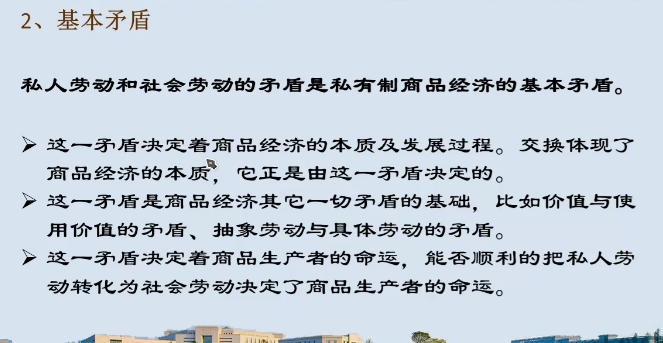 2、基本矛盾
私人劳动和社会劳动的矛盾是私有制商品经济的基本矛盾。
➢ 这一矛盾决定着商品经济的本质及发展过程。交换体现了
商品经济的本质，它正是由这一矛盾决定的。
➢ 这一矛盾是商品经济其它一切矛盾的基础，比如价值与使
用价值的矛盾、抽象劳动与具体劳动的矛盾。
➢ 这一矛盾决定着商品生产者的命运，能否顺利的把私人劳
动转化为社会劳动决定了商品生产者的命运。